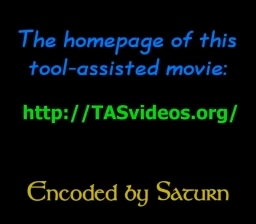 The homepage of this
tool-assisted movie:
http://TASvideos.org/
Encoded by Saturn